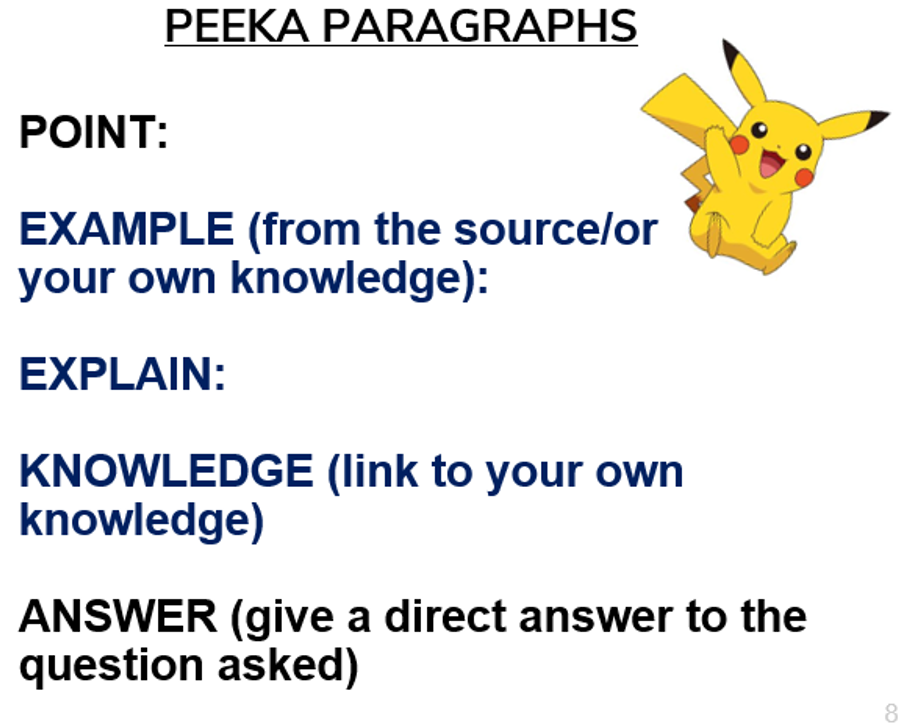 PEEKA PARAGRAPHS
POINT:
EXAMPLE (from the source/or
your own knowledge):
EXPLAIN:
KNOWLEDGE (link to your own
knowledge)
ANSWER (give a direct answer to the
question asked)
8